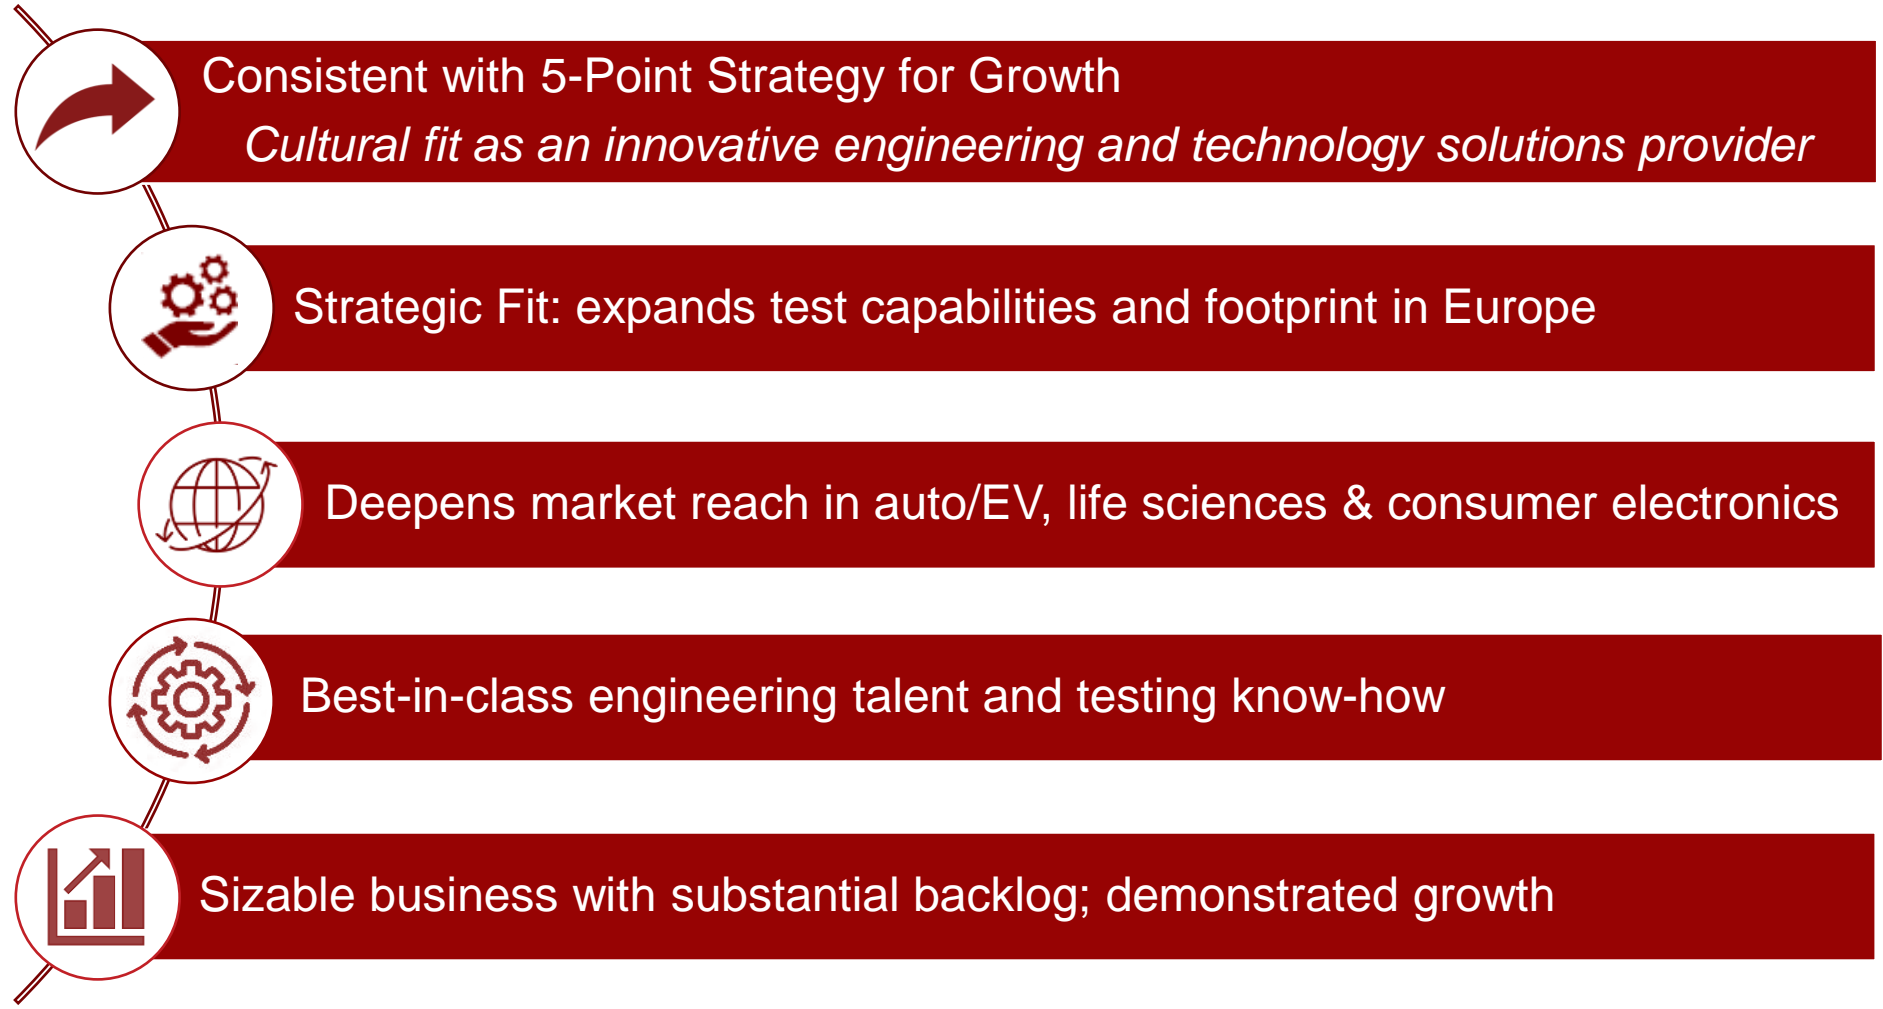 Consistent with 5-Point Strategy for Growth
Cultural fit as an innovative engineering and technology solutions provider
Strategic Fit: expands test capabilities and footprint in Europe
Deepens market reach in auto/EV, life sciences & consumer electronics
Best-in-class engineering talent and testing know-how
Sizable business with substantial backlog; demonstrated growth